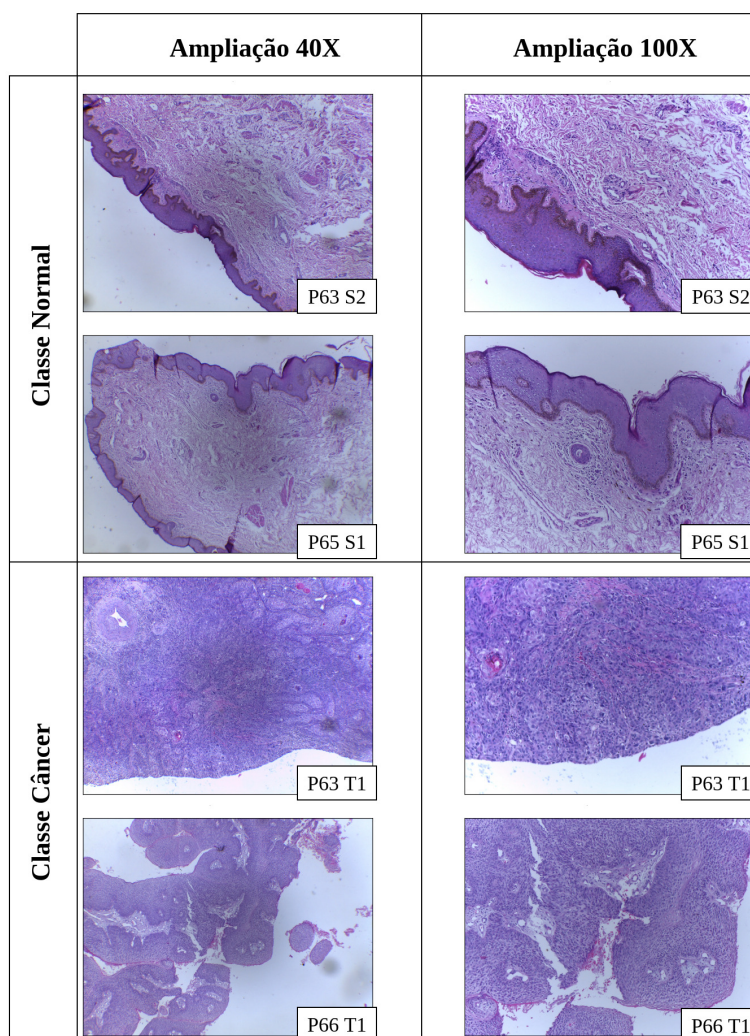 Ampliação 40X
Ampliação 100X
Classe Normal
P63 S2
P63 S2
P65 S1
P65 S1
Classe Câncer
P63 T1
P63 T1
P66 T1
P66 T1